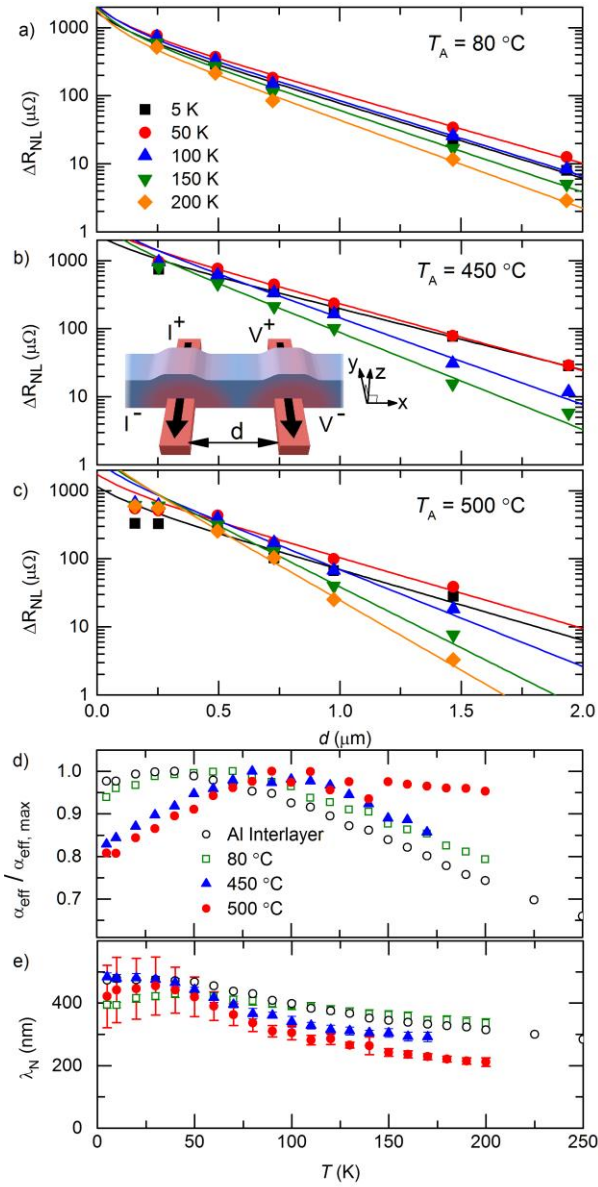 a)
T_A = 80 °C
1000
100
10
1
ΔR_NL (μΩ)
5 K
50 K
100 K
150 K
200 K
b)
T_A = 450 °C
1000
100
10
1
ΔR_NL (μΩ)
I+
V+
I-
V-
d
y
z
x
c)
T_A = 500 °C
1000
100
10
1
ΔR_NL (μΩ)
0.0 0.5 1.0 1.5 2.0
d (μm)
d)
1.0
0.9
0.8
0.7
α_eff / α_eff, max
Al Interlayer
80 °C
450 °C
500 °C
e)
400
200
0
λ_N (nm)
0 50 100 150 200 250
T (K)